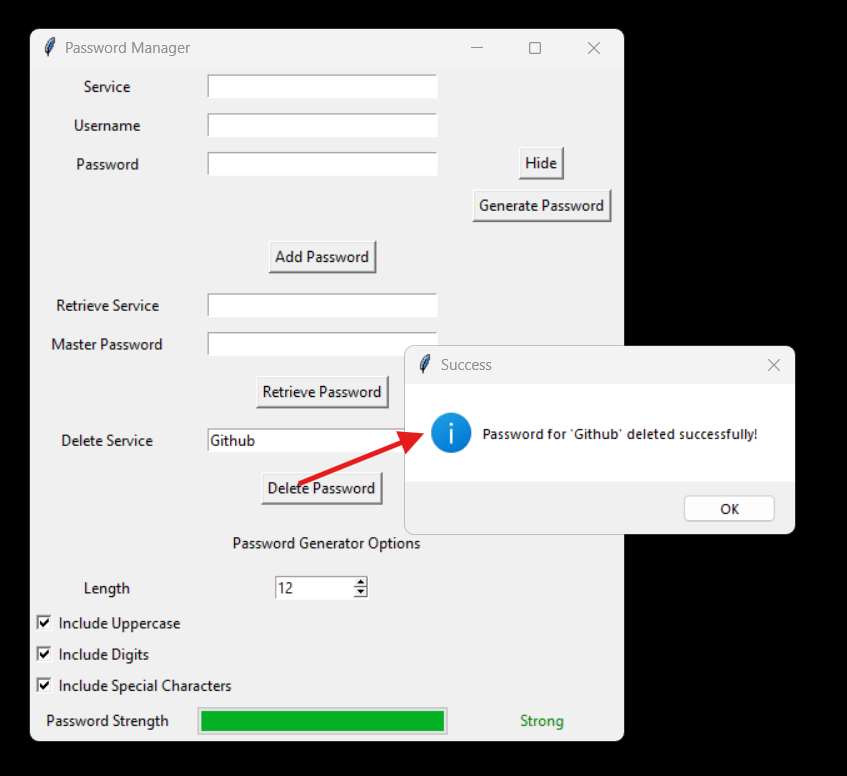 Password Manager
Service
Username
Password
Hide
Generate Password
Add Password
Retrieve Service
Master Password
Retrieve Password
Success
Password for 'Github' deleted successfully!
OK
Delete Service
Github
Delete Password
Password Generator Options
Length
12
Include Uppercase
Include Digits
Include Special Characters
Password Strength
Strong